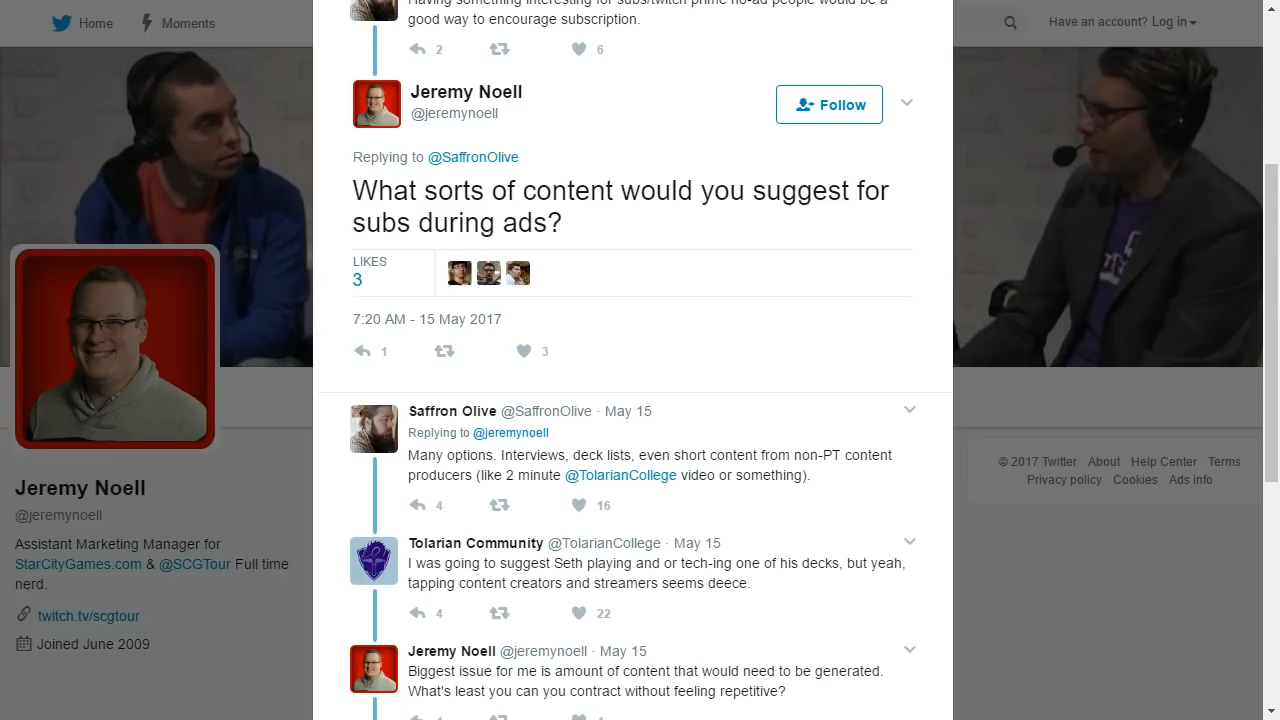 Home
Moments
Have an account? Log in
Having something interesting for subs/twitch prime no-ad people would be a
good way to encourage subscription.
2
6
Jeremy Noell
@jeremynoell
Follow
Replying to @SaffronOlive
What sorts of content would you suggest for
subs during ads?
LIKES
3
7:20 AM - 15 May 2017
1
3
Saffron Olive @SaffronOlive · May 15
Replying to @jeremynoell
Many options. Interviews, deck lists, even short content from non-PT content
producers (like 2 minute @TolarianCollege video or something).
4
16
Tolarian Community @TolarianCollege · May 15
I was going to suggest Seth playing and or tech-ing one of his decks, but yeah,
tapping content creators and streamers seems deece.
4
22
Jeremy Noell @jeremynoell · May 15
Biggest issue for me is amount of content that would need to be generated.
What's least you can you contract without feeling repetitive?
Jeremy Noell
@jeremynoell
Assistant Marketing Manager for
StarCityGames.com & @SCGTour Full time
nerd.
twitch.tv/scgtour
Joined June 2009
© 2017 Twitter About Help Center Terms
Privacy policy Cookies Ads info